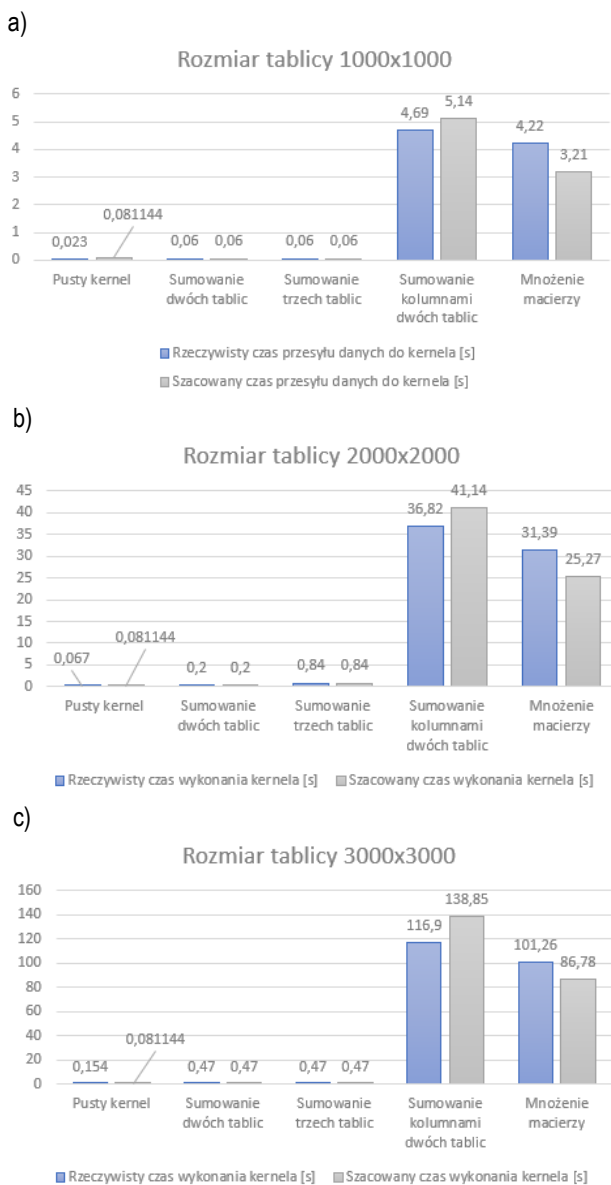 a)
Rozmiar tablicy 1000x1000
6
5
4
3
2
1
0
0,023
0,081144
0,06
0,06
0,06
0,06
4,69
5,14
4,22
3,21
Pusty kernel
Sumowanie
dwóch tablic
Sumowanie
trzech tablic
Sumowanie
kolumnami
dwóch tablic
Mnożenie
macierzy
Rzeczywisty czas przesyłu danych do kernela [s]
Szacowany czas przesyłu danych do kernela [s]
b)
Rozmiar tablicy 2000x2000
45
40
35
30
25
20
15
10
5
0
0,067
0,081144
0,2
0,2
0,84
0,84
36,82
41,14
31,39
25,27
Pusty kernel
Sumowanie
dwóch tablic
Sumowanie
trzech tablic
Sumowanie
kolumnami
dwóch tablic
Mnożenie
macierzy
Rzeczywisty czas wykonania kernela [s]
Szacowany czas wykonania kernela [s]
c)
Rozmiar tablicy 3000x3000
160
140
120
100
80
60
40
20
0
0,154
0,081144
0,47
0,47
0,47
0,47
116,9
138,85
101,26
86,78
Pusty kernel
Sumowanie
dwóch tablic
Sumowanie
trzech tablic
Sumowanie
kolumnami
dwóch tablic
Mnożenie
macierzy
Rzeczywisty czas wykonania kernela [s]
Szacowany czas wykonania kernela [s]